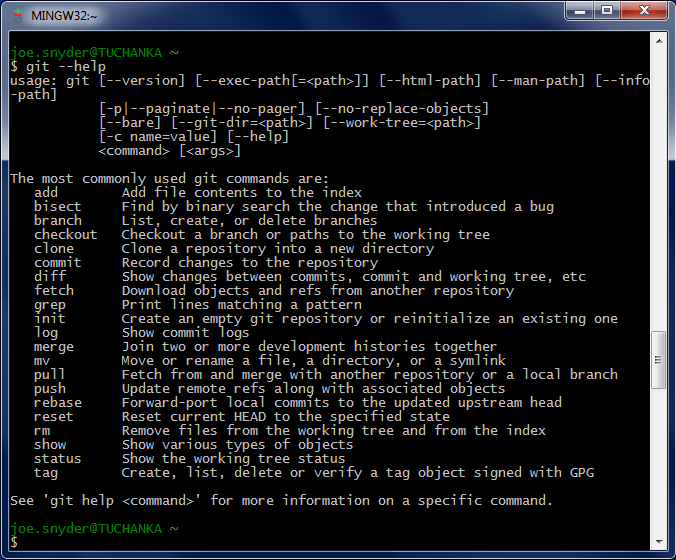 MINGW32:~
joe.snyder@TUCHANKA ~
$ git --help
usage: git [--version] [--exec-path[=<path>]] [--html-path] [--man-path] [--info
-path]
           [-p|--paginate|--no-pager] [--no-replace-objects]
           [--bare] [--git-dir=<path>] [--work-tree=<path>]
           [-c name=value] [--help]
           <command> [<args>]

The most commonly used git commands are:
   add        Add file contents to the index
   bisect     Find by binary search the change that introduced a bug
   branch     List, create, or delete branches
   checkout   Checkout a branch or paths to the working tree
   clone      Clone a repository into a new directory
   commit     Record changes to the repository
   diff       Show changes between commits, commit and working tree, etc
   fetch      Download objects and refs from another repository
   grep       Print lines matching a pattern
   init       Create an empty git repository or reinitialize an existing one
   log        Show commit logs
   merge      Join two or more development histories together
   mv         Move or rename a file, a directory, or a symlink
   pull       Fetch from and merge with another repository or a local branch
   push       Update remote refs along with associated objects
   rebase     Forward-port local commits to the updated upstream head
   reset      Reset current HEAD to the specified state
   rm         Remove files from the working tree and from the index
   show       Show various types of objects
   status     Show the working tree status
   tag        Create, list, delete or verify a tag object signed with GPG

See 'git help <command>' for more information on a specific command.

joe.snyder@TUCHANKA ~
$